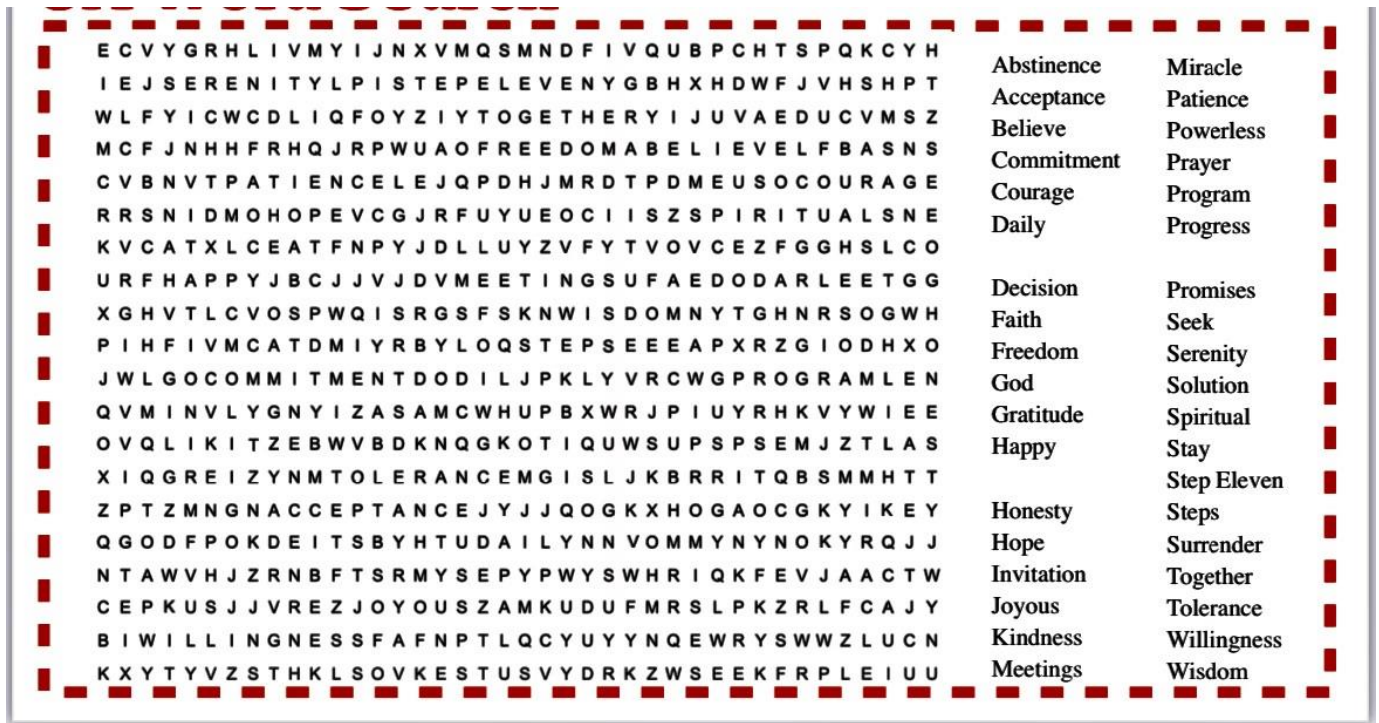 E C V Y G R H L I V M Y I J N X V M Q S M N D F I V Q U B P C H T S P Q K C Y H
I E J S E R E N I T Y L P I S T E P E L E V E N Y G B H X H D W F J V H S H P T
W L F Y I C W C D L I Q F O Y Z I Y T O G E T H E R Y I J U V A E D U C V M S Z
M C F J N H H F R H Q J R P W U A O F R E E D O M A B E L I E V E L F B A S N S
C V B N V T P A T I E N C E L E J Q P D H J M R D T P D M E U S O C O U R A G E
R R S N I D M O H O P E V C G J R F U Y U E O C I I S Z S P I R I T U A L S N E
K V C A T X L C E A T F N P Y J D L L U Y Z V F Y T V O V C E Z F G G H S L C O
U R F H A P P Y J B C J J V J D V M E E T I N G S U F A E D O D A R L E E T G G
X G H V T L C V O S P W Q I S R G S F S K N W I S D O M N Y T G H N R S O G W H
P I H F I V M C A T D M I Y R B Y L O Q S T E P S E E E A P X R Z G I O D H X O
J W L G O C O M M I T M E N T D O D I L J P K L Y V R C W G P R O G R A M L E N
Q V M I N V L Y G N Y I Z A S A M C W H U P B X W R J P I U Y R H K V Y W I E E
O V Q L I K I T Z E B W V B D K N Q G K O T I Q U W S U P S P S E M J Z T L A S
X I Q G R E I Z Y N M T O L E R A N C E M G I S L J K B R R I T Q B S M M H T T
Z P T Z M N G N A C C E P T A N C E J Y J J Q O G K X H O G A O C G K Y I K E Y
Q G O D F P O K D E I T S B Y H T U D A I L Y N N V O M M Y N Y N O K Y R Q J J
N T A W V H J Z R N B F T S R M Y S E P Y P W Y S W H R I Q K F E V J A A C T W
C E P K U S J J V R E Z J O Y O U S Z A M K U D U F M R S L P K Z R L F C A J Y
B I W I L L I N G N E S S F A F N P T L Q C Y U Y Y N Q E W R Y S W W Z L U C N
K X Y T Y V Z S T H K L S O V K E S T U S V Y D R K Z W S E E K F R P L E I U U
Abstinence
Acceptance
Believe
Commitment
Courage
Daily
Decision
Faith
Freedom
God
Gratitude
Happy
Honesty
Hope
Invitation
Joyous
Kindness
Meetings
Miracle
Patience
Powerless
Prayer
Program
Progress
Promises
Seek
Serenity
Solution
Spiritual
Stay
Step Eleven
Steps
Surrender
Together
Tolerance
Willingness
Wisdom